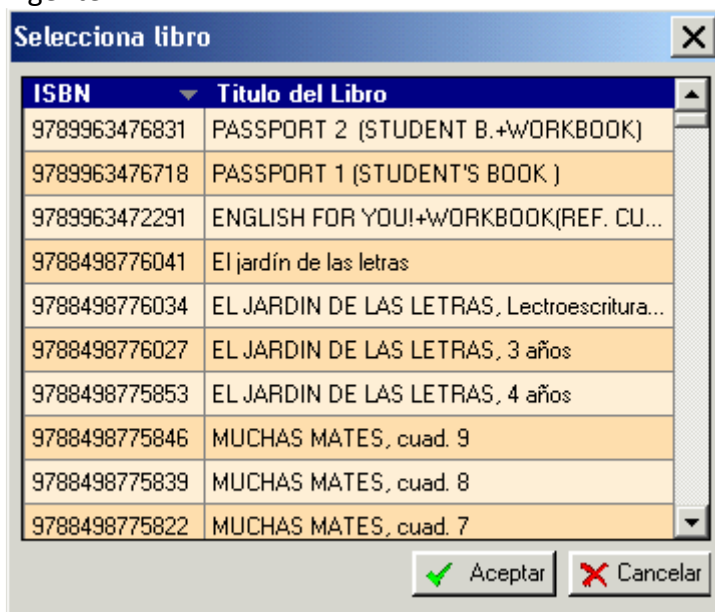 Selecciona libro
ISBN Titulo del Libro
9789963476831 PASSPORT 2 (STUDENT B.+WORKBOOK)
9789963476718 PASSPORT 1 (STUDENT'S BOOK )
9789963472291 ENGLISH FOR YOU!+WORKBOOK(REF. CU...
9788498776041 El jardín de las letras
9788498776034 EL JARDIN DE LAS LETRAS, Lectroescritura...
9788498776027 EL JARDIN DE LAS LETRAS, 3 años
9788498775853 EL JARDIN DE LAS LETRAS, 4 años
9788498775846 MUCHAS MATES, cuad. 9
9788498775839 MUCHAS MATES, cuad. 8
9788498775822 MUCHAS MATES, cuad. 7
Aceptar Cancelar